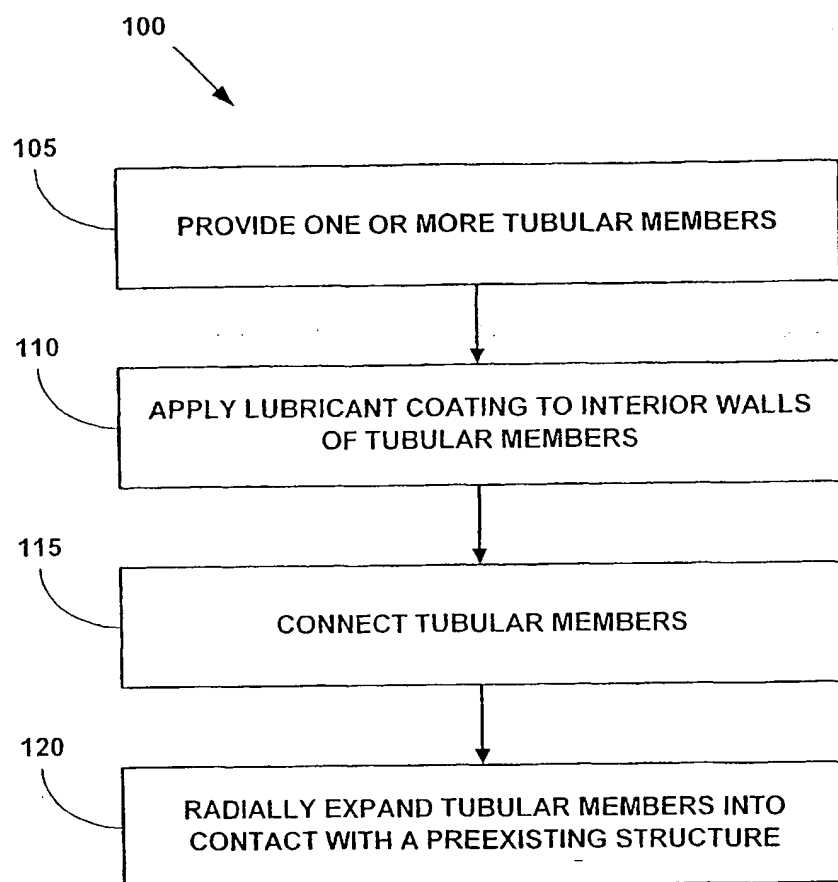 100
105
PROVIDE ONE OR MORE TUBULAR MEMBERS
110
APPLY LUBRICANT COATING TO INTERIOR WALLS
OF TUBULAR MEMBERS
115
CONNECT TUBULAR MEMBERS
120
RADIALLY EXPAND TUBULAR MEMBERS INTO
CONTACT WITH A PREEXISTING STRUCTURE